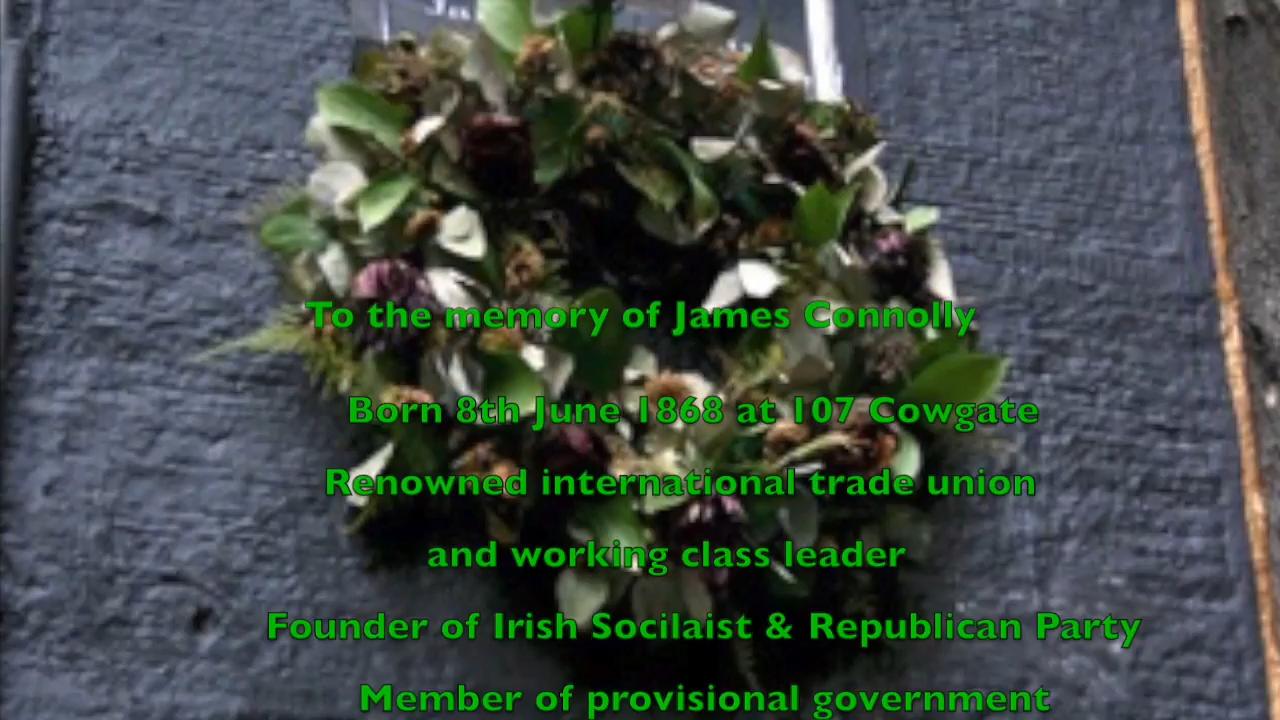 To the memory of James Connolly
Born 8th June 1868 at 107 Cowgate
Renowned international trade union
and working class leader
Founder of Irish Socilaist & Republican Party
Member of provisional government